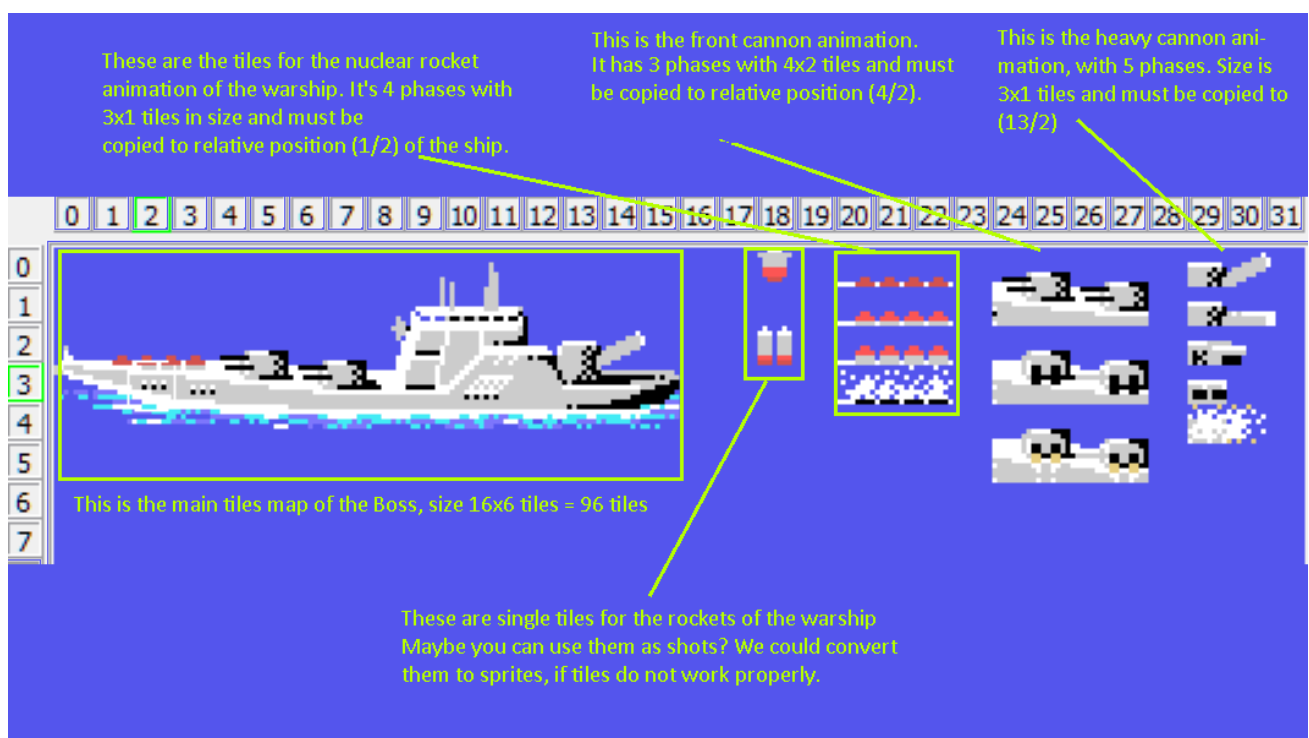 These are the tiles for the nuclear rocket
animation of the warship. It's 4 phases with
3x1 tiles in size and must be
copied to relative position (1/2) of the ship.
This is the front cannon animation.
It has 3 phases with 4x2 tiles and must
be copied to relative position (4/2).
This is the heavy cannon ani-
mation, with 5 phases. Size is
3x1 tiles and must be copied to
(13/2)
0 1 2 3 4 5 6 7 8 9 10 11 12 13 14 15 16 17 18 19 20 21 22 23 24 25 26 27 28 29 30 31
0
1
2
3
4
5
6
7
This is the main tiles map of the Boss, size 16x6 tiles = 96 tiles
These are single tiles for the rockets of the warship
Maybe you can use them as shots? We could convert
them to sprites, if tiles do not work properly.